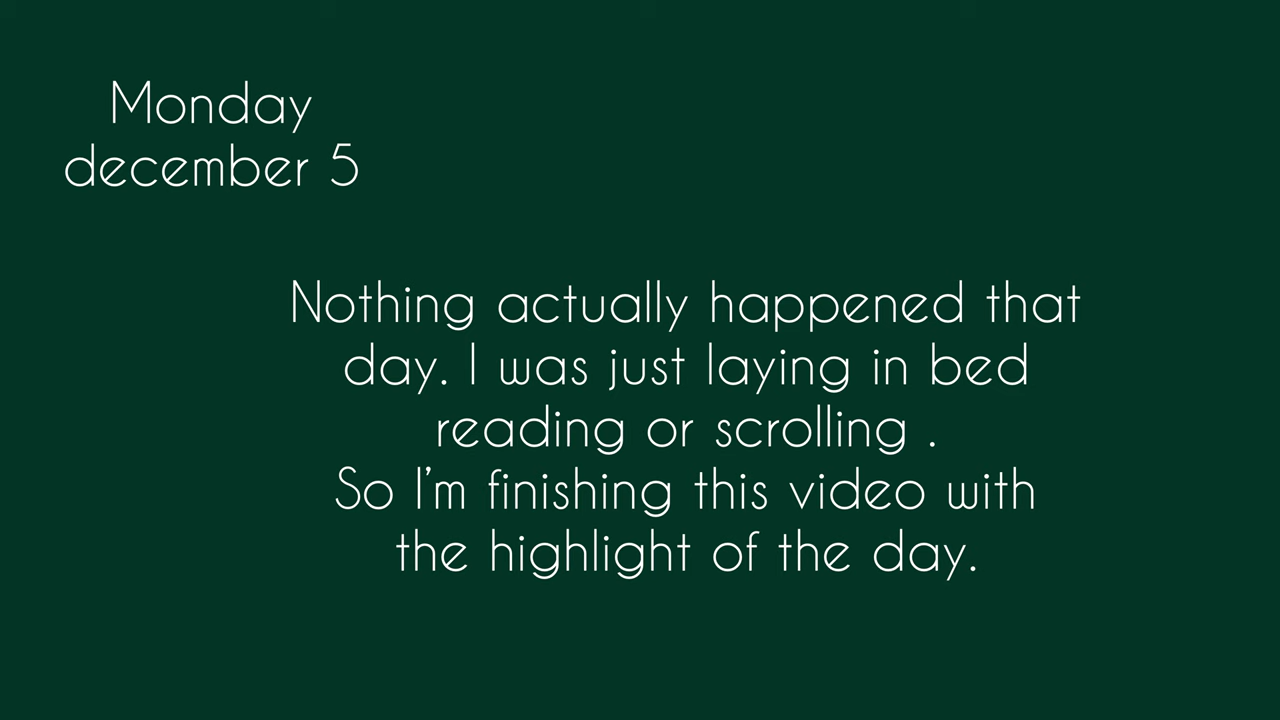 Monday
december 5
Nothing actually happened that
day. I was just laying in bed
reading or scrolling .
So I'm finishing this video with
the highlight of the day.